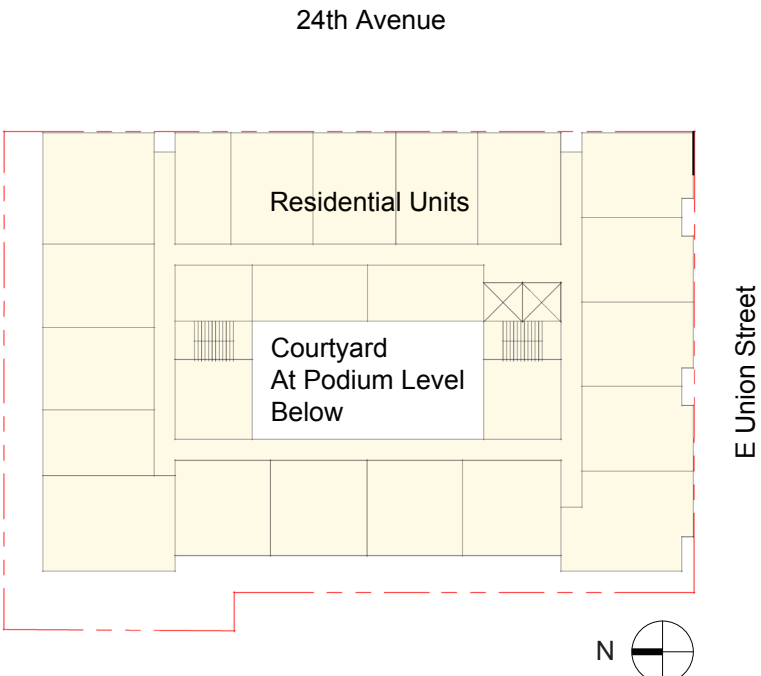 24th Avenue
Residential Units
Courtyard
At Podium Level
Below
E Union Street
N